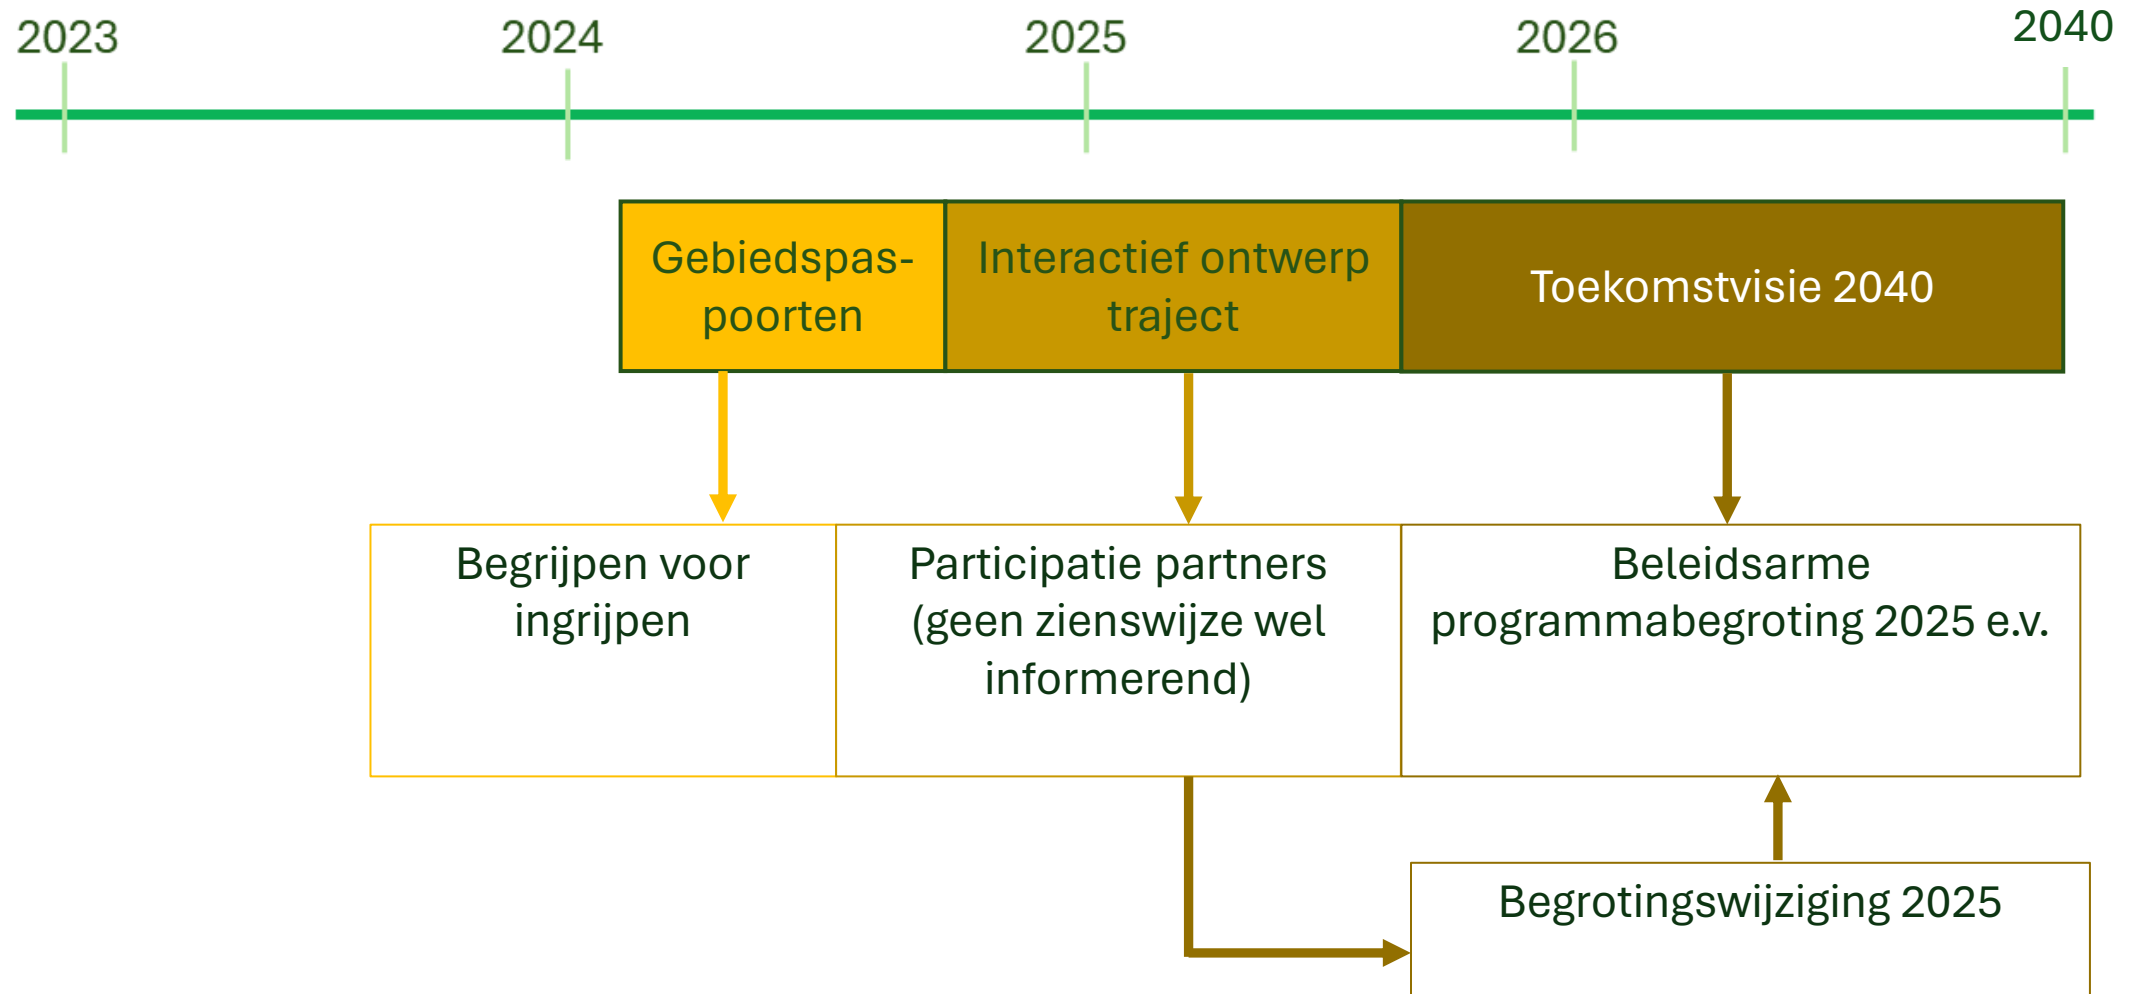 2023
2024
2025
2026
2040
Gebiedspas-
poorten
Interactief ontwerp
traject
Toekomstvisie 2040
Begrijpen voor
ingrijpen
Participatie partners
(geen zienswijze wel
informerend)
Beleidsarme
programmabegroting 2025 e.v.
Begrotingswijziging 2025